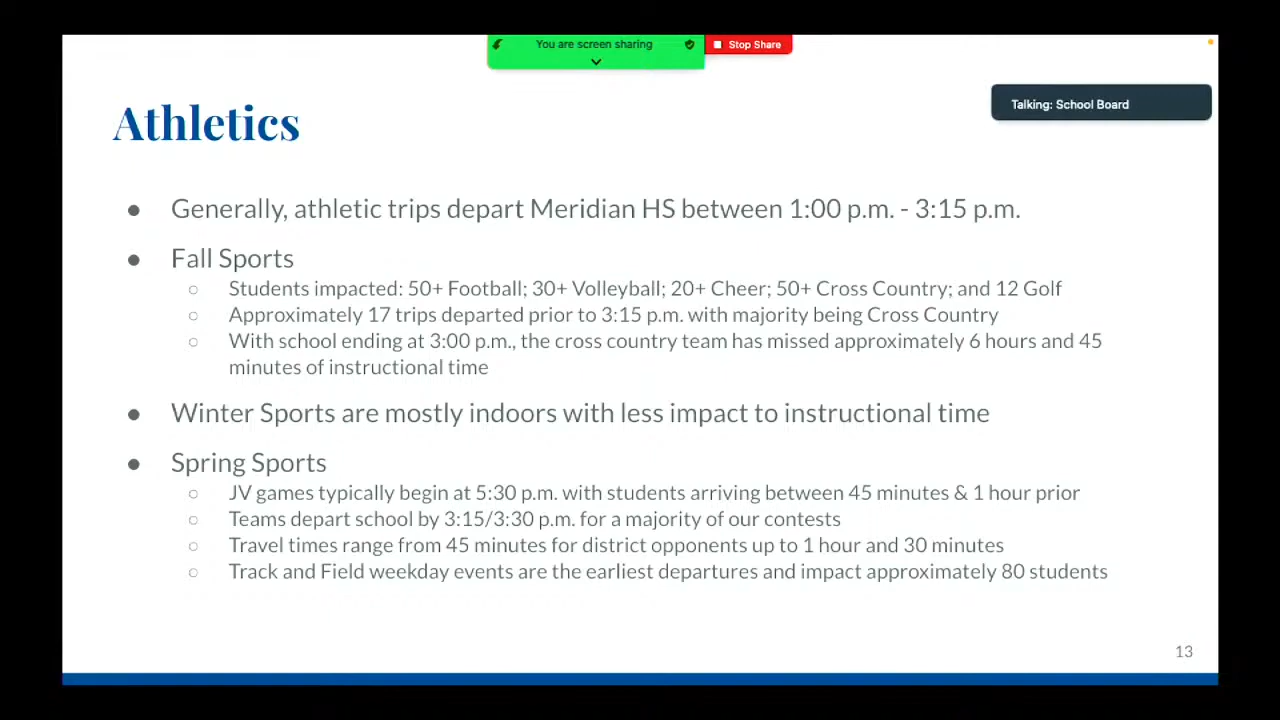 You are screen sharing
Stop Share
Talking: School Board
Athletics
● Generally, athletic trips depart Meridian HS between 1:00 p.m. - 3:15 p.m.
● Fall Sports
○ Students impacted: 50+ Football; 30+ Volleyball; 20+ Cheer; 50+ Cross Country; and 12 Golf
○ Approximately 17 trips departed prior to 3:15 p.m. with majority being Cross Country
○ With school ending at 3:00 p.m., the cross country team has missed approximately 6 hours and 45
minutes of instructional time
● Winter Sports are mostly indoors with less impact to instructional time
● Spring Sports
○ JV games typically begin at 5:30 p.m. with students arriving between 45 minutes & 1 hour prior
○ Teams depart school by 3:15/3:30 p.m. for a majority of our contests
○ Travel times range from 45 minutes for district opponents up to 1 hour and 30 minutes
○ Track and Field weekday events are the earliest departures and impact approximately 80 students
13